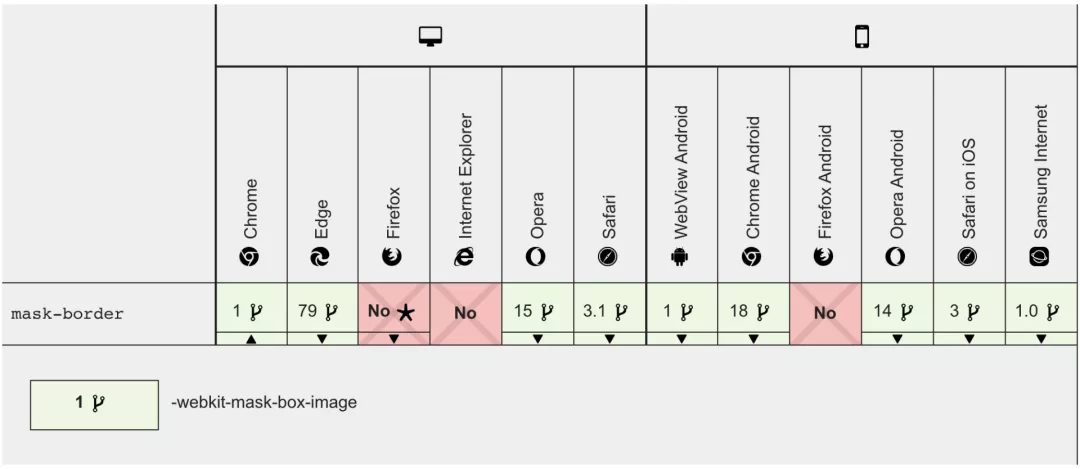 Chrome
Edge
Firefox
Internet Explorer
Opera
Safari
WebView Android
Chrome Android
Firefox Android
Opera Android
Safari on iOS
Samsung Internet
mask-border 1 79 No No 15 3.1 1 18 No 14 3 1.0
1 -webkit-mask-box-image